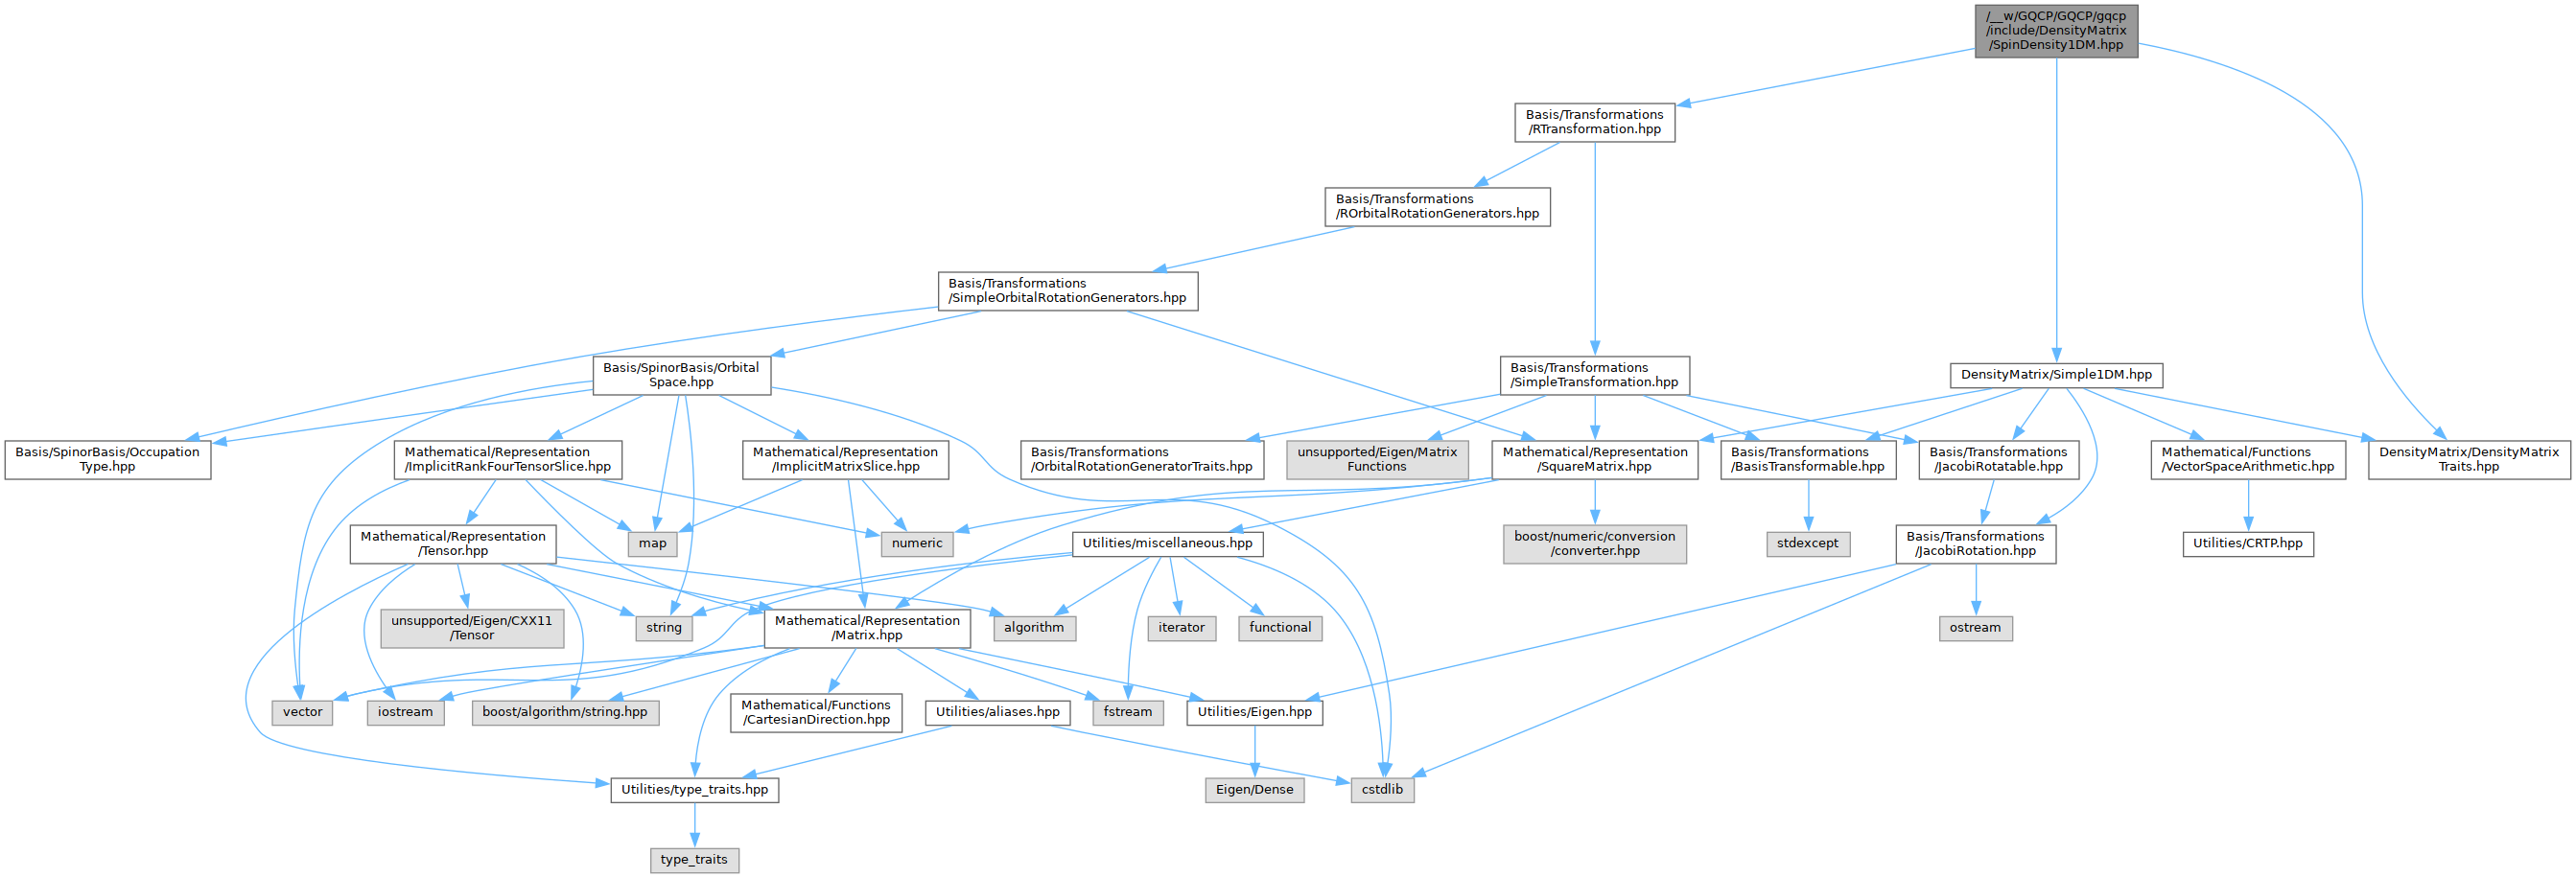 /__w/GQCP/GQCP/gqcp
/include/DensityMatrix
/SpinDensity1DM.hpp
Basis/Transformations
/RTransformation.hpp
Basis/Transformations
/ROrbitalRotationGenerators.hpp
Basis/Transformations
/SimpleOrbitalRotationGenerators.hpp
Basis/SpinorBasis/Orbital
Space.hpp
Basis/Transformations
/SimpleTransformation.hpp
DensityMatrix/Simple1DM.hpp
Basis/SpinorBasis/Occupation
Type.hpp
Mathematical/Representation
/ImplicitRankFourTensorSlice.hpp
Mathematical/Representation
/ImplicitMatrixSlice.hpp
Basis/Transformations
/OrbitalRotationGeneratorTraits.hpp
unsupported/Eigen/Matrix
Functions
Mathematical/Representation
/SquareMatrix.hpp
Basis/Transformations
/BasisTransformable.hpp
Basis/Transformations
/JacobiRotatable.hpp
Mathematical/Functions
/VectorSpaceArithmetic.hpp
DensityMatrix/DensityMatrix
Traits.hpp
Mathematical/Representation
/Tensor.hpp
map
numeric
Utilities/miscellaneous.hpp
boost/numeric/conversion
/converter.hpp
stdexcept
Basis/Transformations
/JacobiRotation.hpp
Utilities/CRTP.hpp
unsupported/Eigen/CXX11
/Tensor
string
Mathematical/Representation
/Matrix.hpp
algorithm
iterator
functional
ostream
vector
iostream
boost/algorithm/string.hpp
Mathematical/Functions
/CartesianDirection.hpp
Utilities/aliases.hpp
fstream
Utilities/Eigen.hpp
Utilities/type_traits.hpp
Eigen/Dense
cstdlib
type_traits